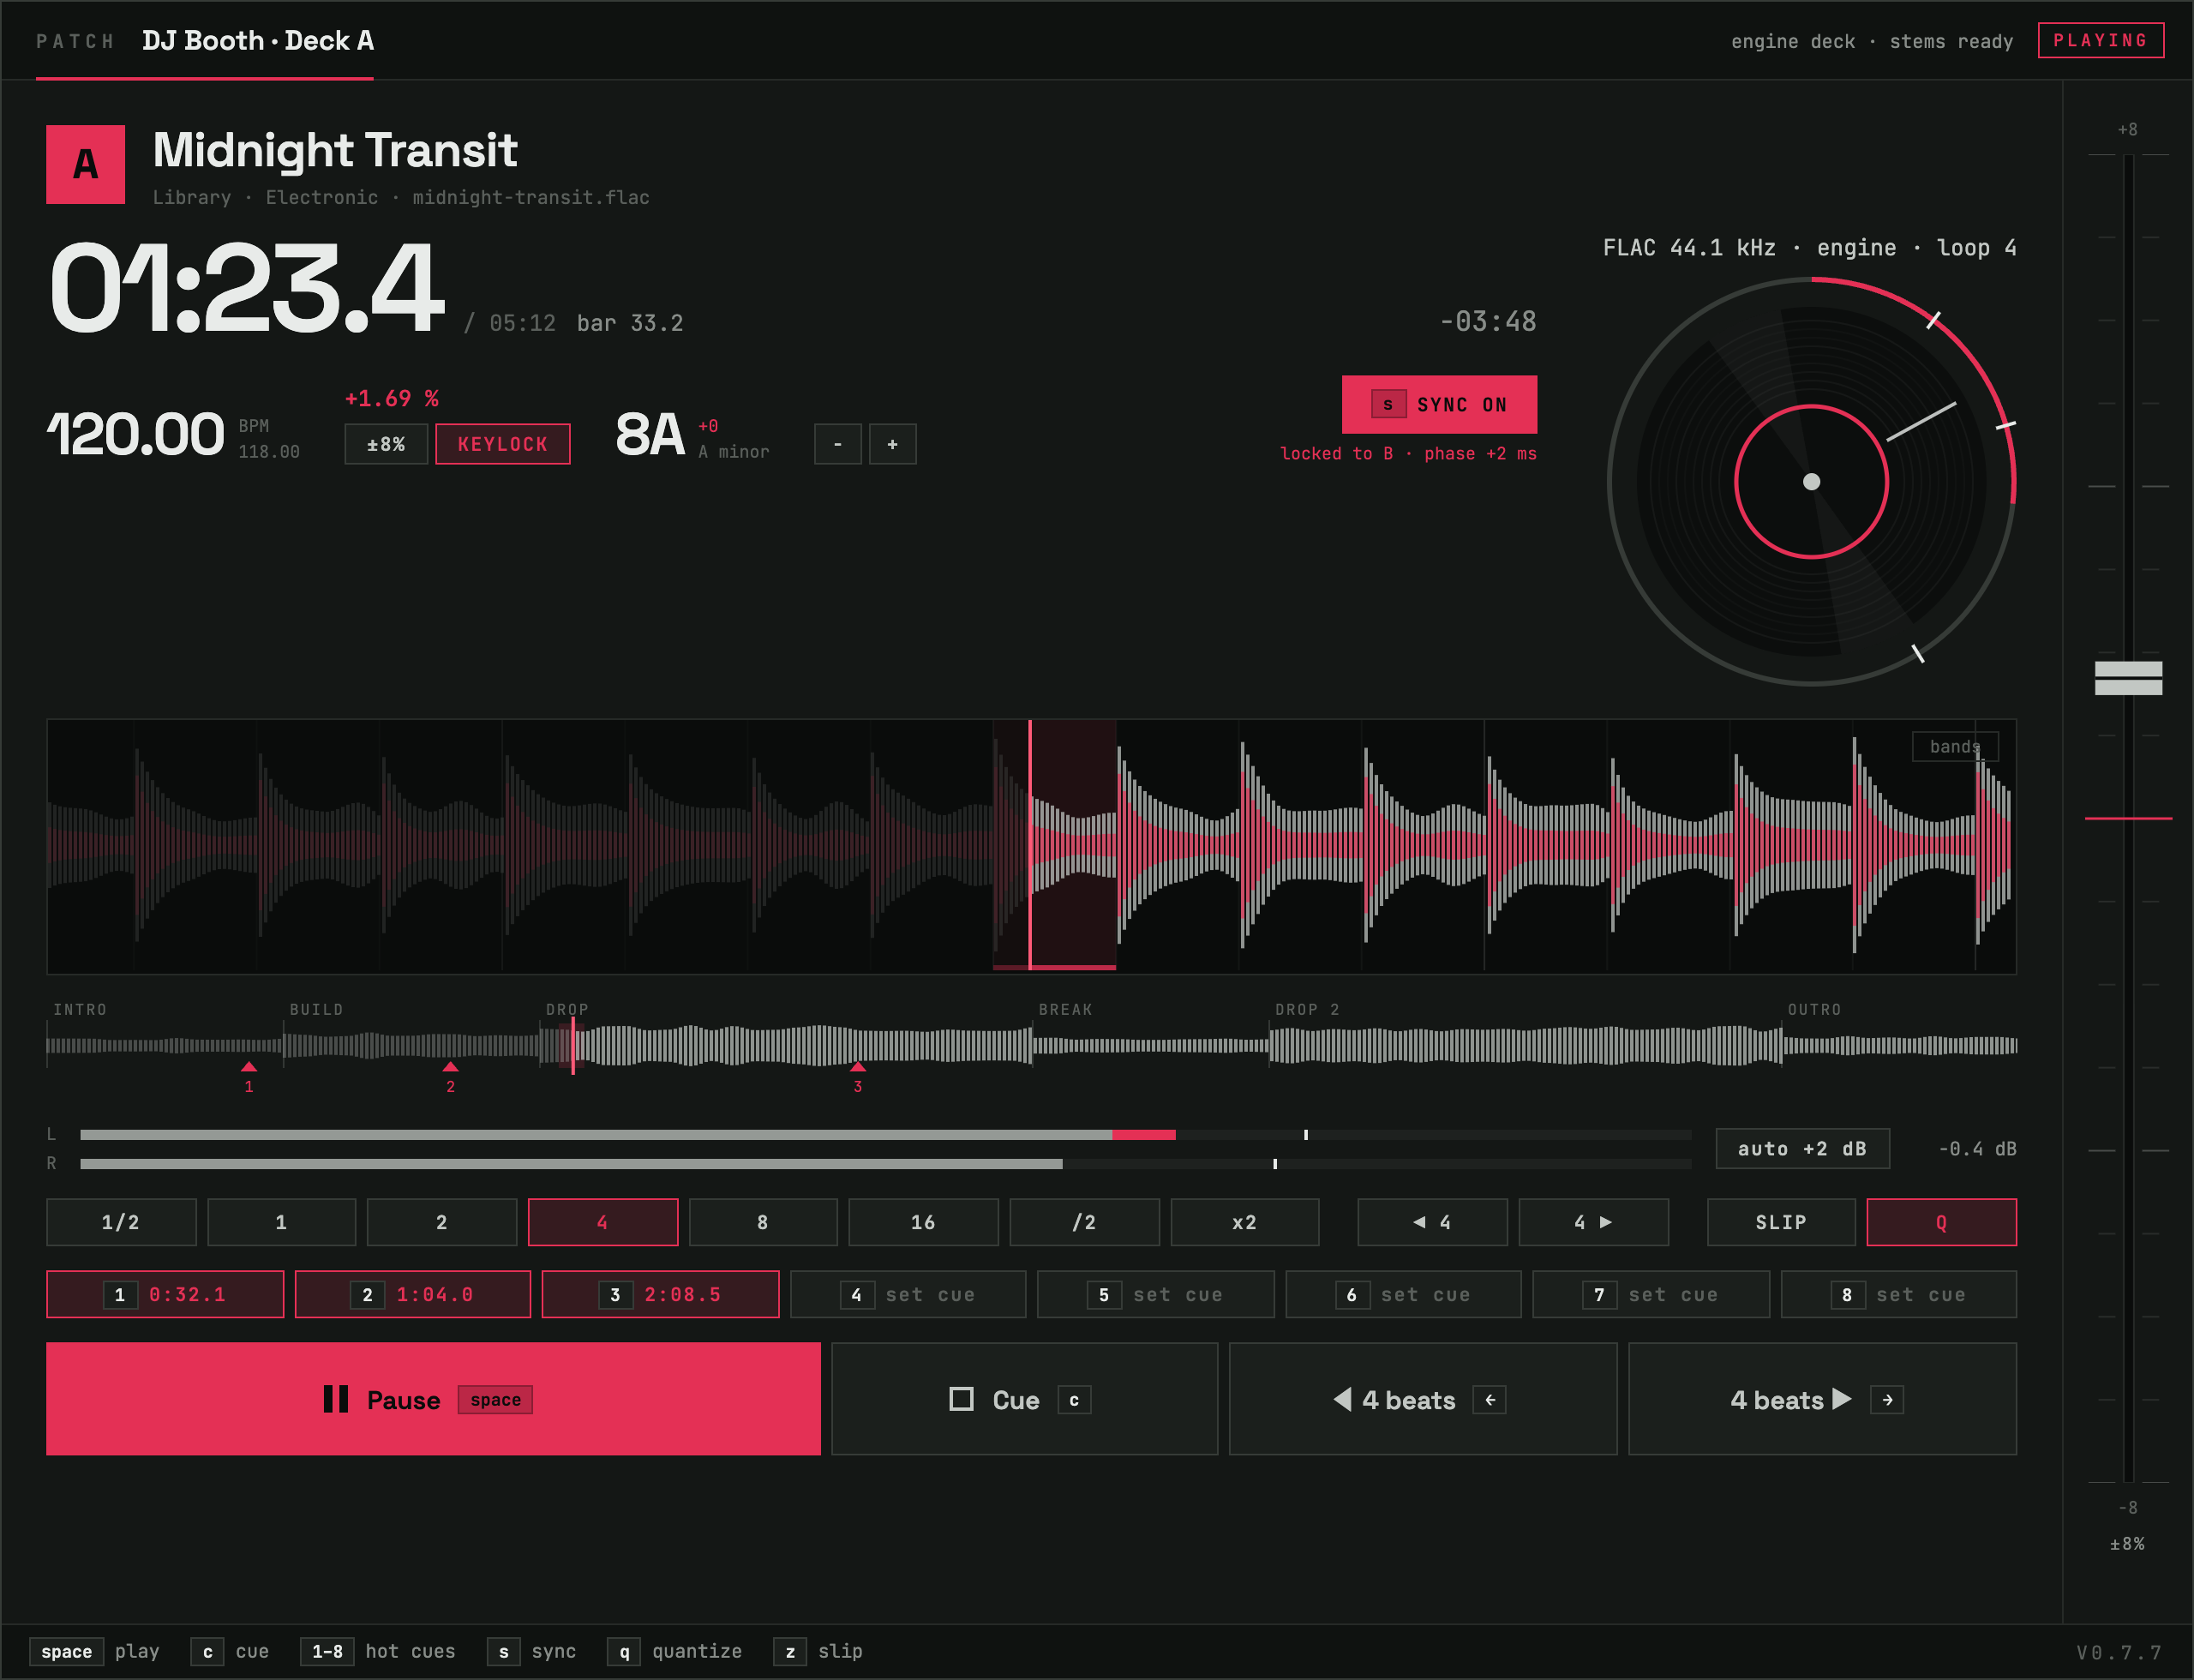 PATCH DJ Booth · Deck A
engine deck · stems ready PLAYING
A
Midnight Transit
Library · Electronic · midnight-transit.flac
01:23.4 / 05:12 bar 33.2
-03:48
FLAC 44.1 kHz · engine · loop 4
120.00 BPM
118.00
+1.69 %
±8% KEYLOCK
8A +0
A minor
- +
s SYNC ON
locked to B · phase +2 ms
bands
INTRO BUILD DROP BREAK DROP 2 OUTRO
1 2 3
L
R
auto +2 dB -0.4 dB
1/2 1 2 4 8 16 /2 x2 ◀ 4 4 ▶ SLIP Q
1 0:32.1 2 1:04.0 3 2:08.5 4 set cue 5 set cue 6 set cue 7 set cue 8 set cue
Pause space Cue c ◀ 4 beats ← 4 beats ▶ →
+8
-8
±8%
space play c cue 1-8 hot cues s sync q quantize z slip
V0.7.7